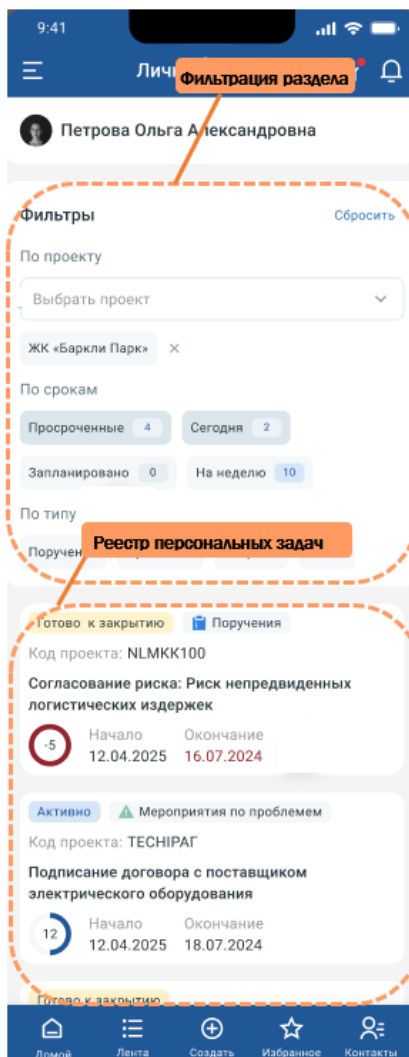 9:41
Фильтрация раздела
Петрова Ольга Александровна
Фильтры
Сбросить
По проекту
Выбрать проект
ЖК «Баркли Парк» ×
По срокам
Просроченные 4 Сегодня 2
Запланировано 0 На неделю 10
По типу
Реестр персональных задач
Готово к закрытию Поручения
Код проекта: NLMKK100
Согласование риска: Риск непредвиденных
логистических издержек
-5
Начало Окончание
12.04.2025 16.07.2024
Активно Мероприятия по проблемем
Код проекта: TECHIPAГ
Подписание договора с поставщиком
электрического оборудования
12
Начало Окончание
12.04.2025 18.07.2024
Готово к закрытию
Домой Лента Создать Избранное Контакты